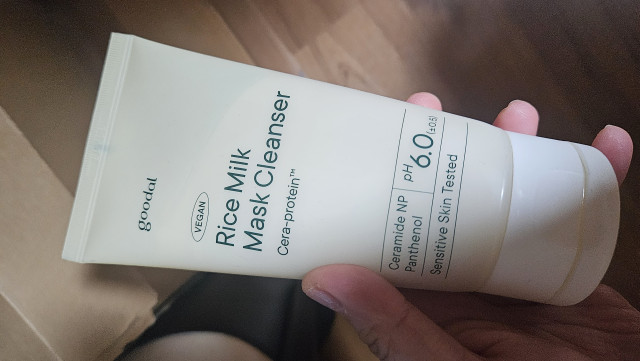 goodal
VEGAN
Rice Milk
Mask Cleanser
Cera-protein™
Ceramide NP
Panthenol
pH 6.0 (±0.5)
Sensitive Skin Tested